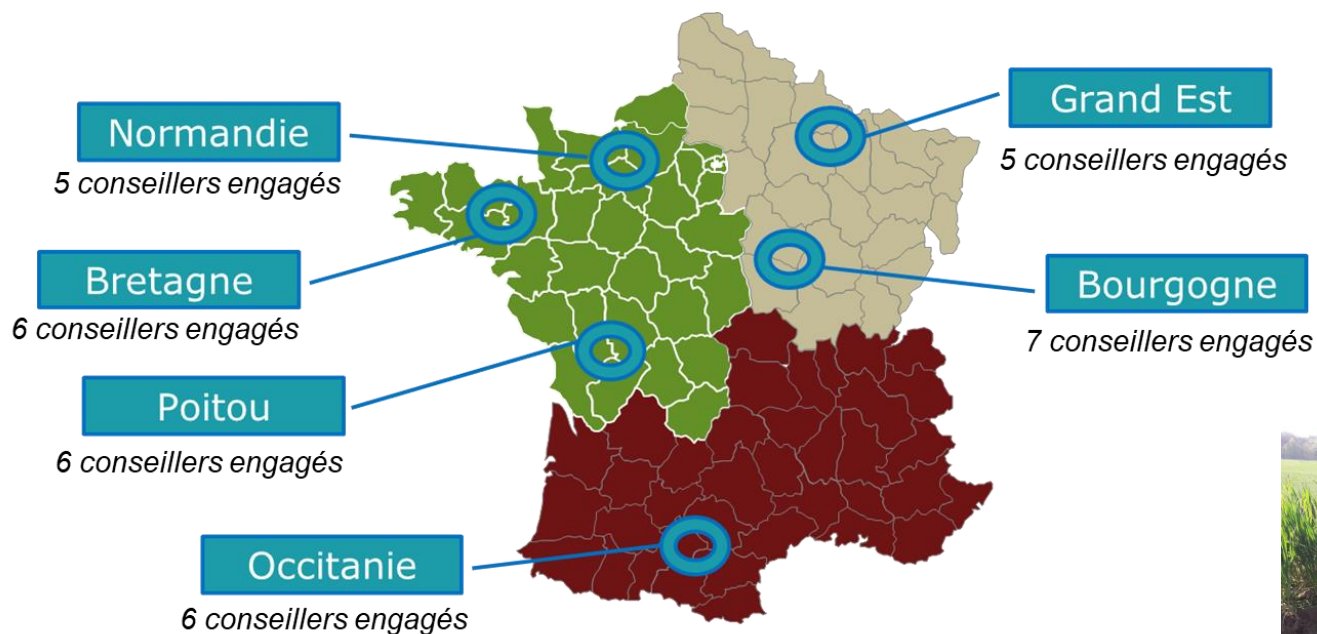 Normandie
5 conseillers engagés
Bretagne
6 conseillers engagés
Poitou
6 conseillers engagés
Occitanie
6 conseillers engagés
Grand Est
5 conseillers engagés
Bourgogne
7 conseillers engagés